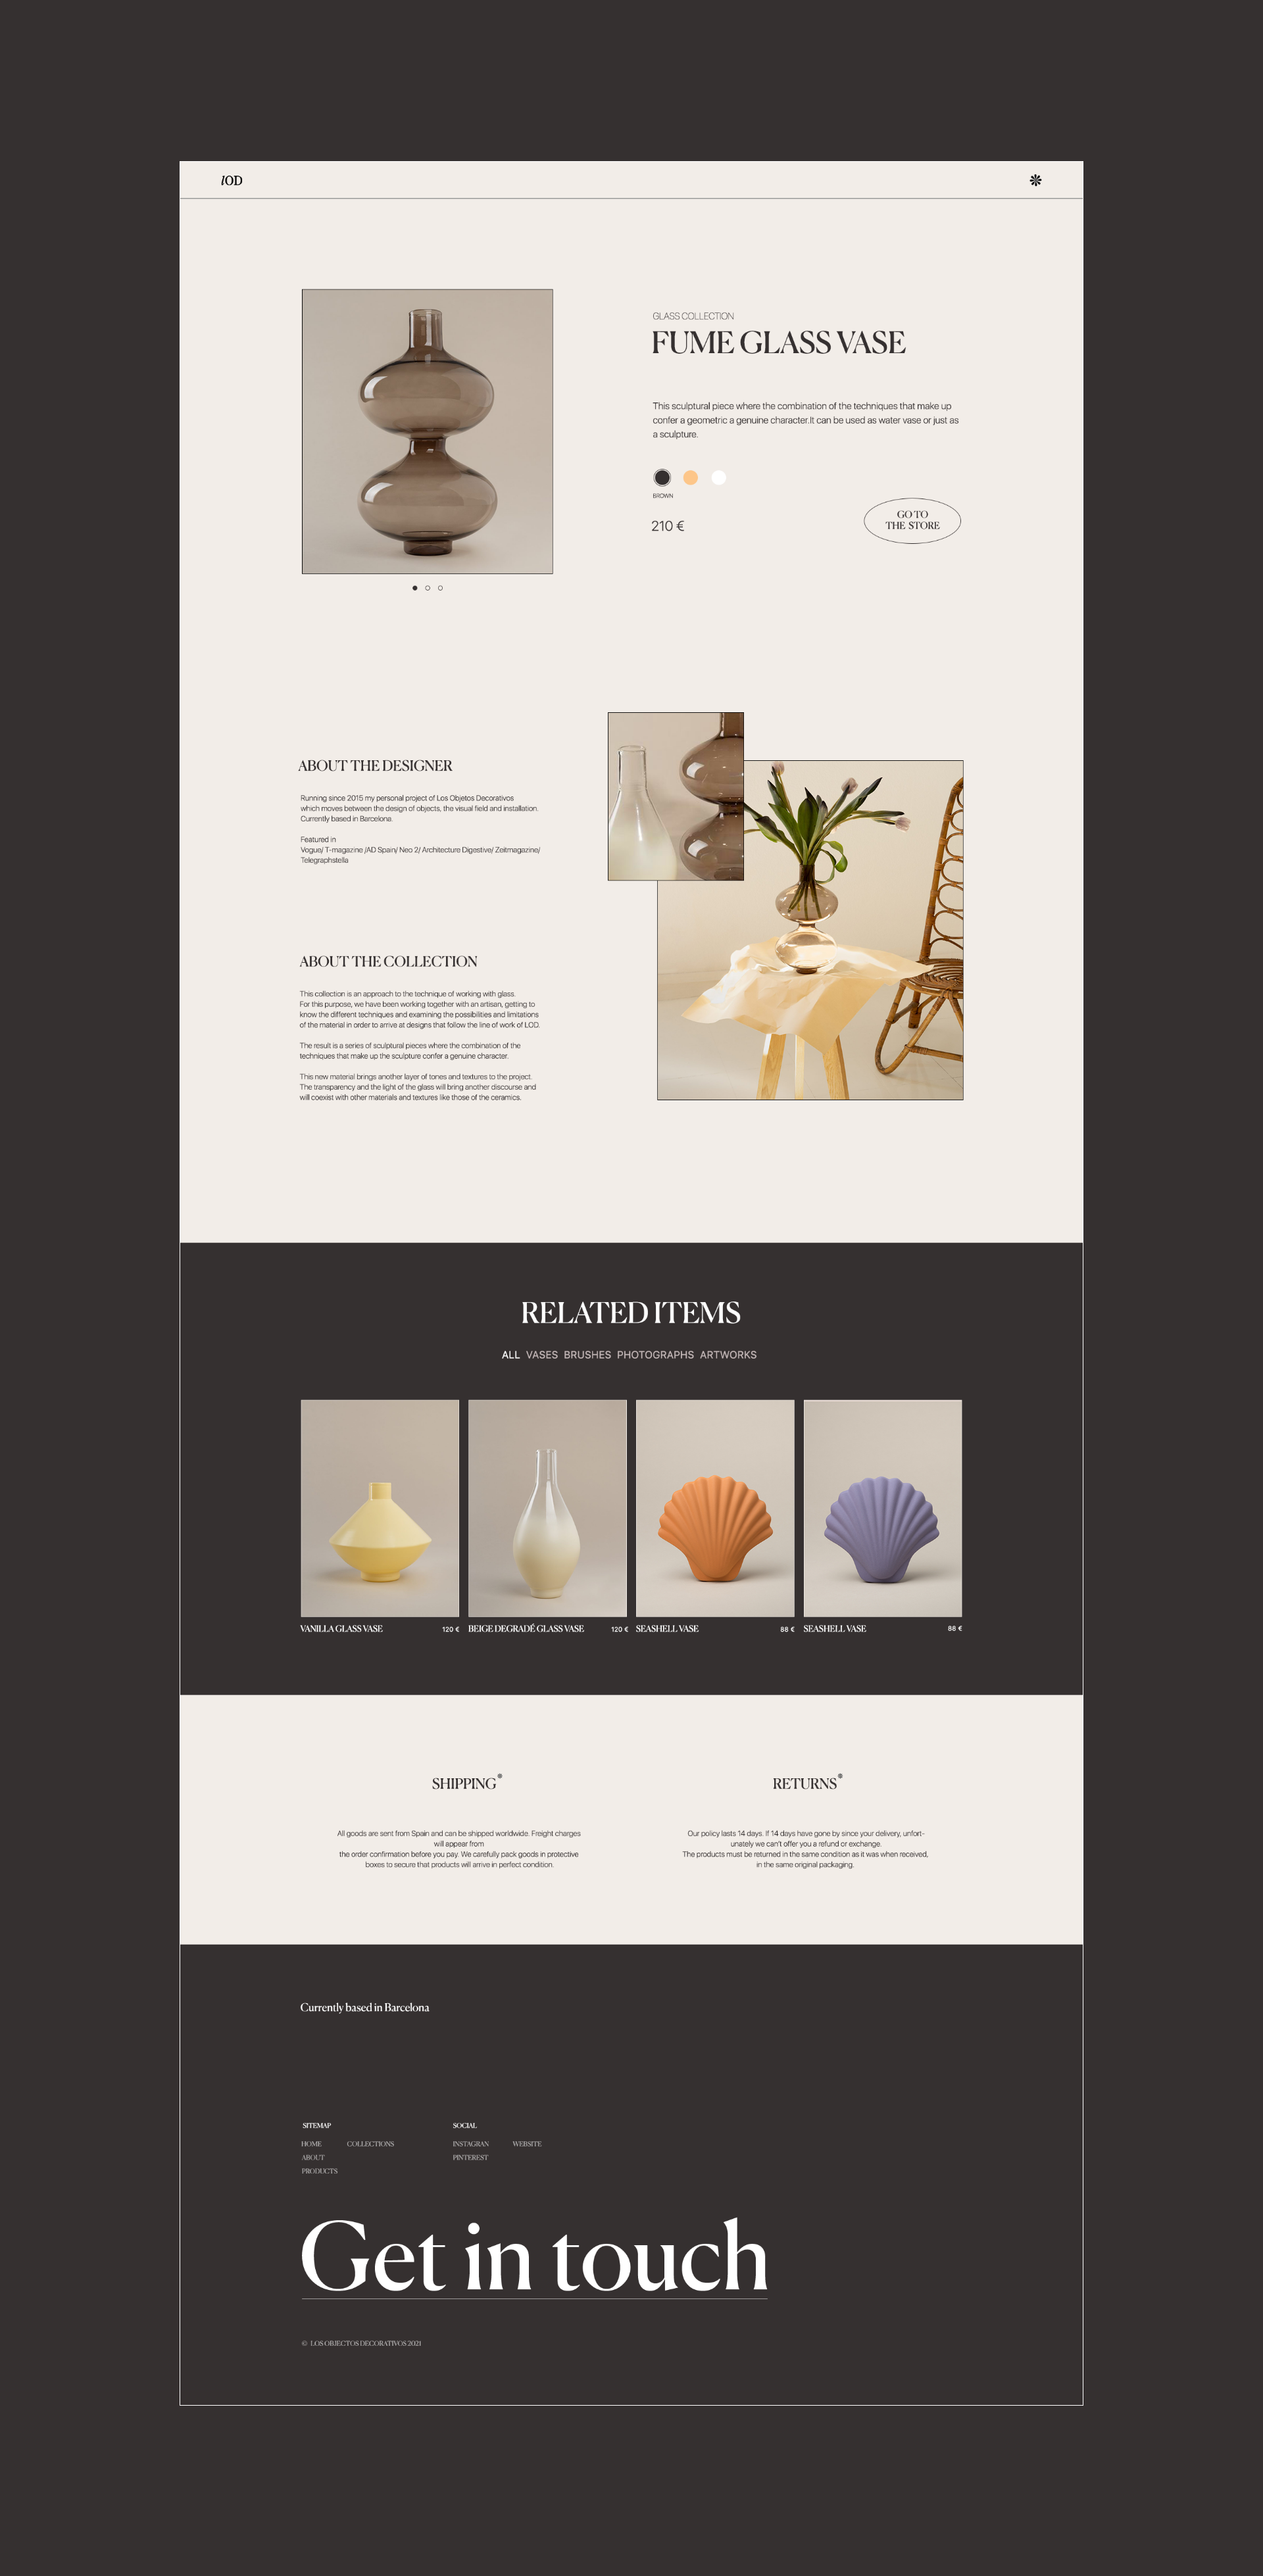 lOD
GLASS COLLECTION
FUME GLASS VASE
This sculptural piece where the combination of the techniques that make up
confer a geometric a genuine character.It can be used as water vase or just as
a sculpture.
BROWN
210 €
GO TO
THE STORE
ABOUT THE DESIGNER
Running since 2015 my personal project of Los Objetos Decorativos
which moves between the design of objects, the visual field and installation.
Currently based in Barcelona.
Featured in
Vogue/ T-magazine /AD Spain/ Neo 2/ Architecture Digestive/ Zeitmagazine/
Telegraphstella
ABOUT THE COLLECTION
This collection is an approach to the technique of working with glass.
For this purpose, we have been working together with an artisan, getting to
know the different techniques and examining the possibilities and limitations
of the material in order to arrive at designs that follow the line of work of LOD.
The result is a series of sculptural pieces where the combination of the
techniques that make up the sculpture confer a genuine character.
This new material brings another layer of tones and textures to the project.
The transparency and the light of the glass will bring another discourse and
will coexist with other materials and textures like those of the ceramics.
RELATED ITEMS
ALL VASES BRUSHES PHOTOGRAPHS ARTWORKS
VANILLA GLASS VASE 120 €
BEIGE DEGRADÉ GLASS VASE 120 €
SEASHELL VASE 88 €
SEASHELL VASE 88 €
SHIPPING
All goods are sent from Spain and can be shipped worldwide. Freight charges
will appear from
the order confirmation before you pay. We carefully pack goods in protective
boxes to secure that products will arrive in perfect condition.
RETURNS
Our policy lasts 14 days. If 14 days have gone by since your delivery, unfort-
unately we can't offer you a refund or exchange.
The products must be returned in the same condition as it was when received,
in the same original packaging.
Currently based in Barcelona
SITEMAP
HOME COLLECTIONS
ABOUT
PRODUCTS
SOCIAL
INSTAGRAN WEBSITE
PINTEREST
Get in touch
© LOS OBJECTOS DECORATIVOS 2021